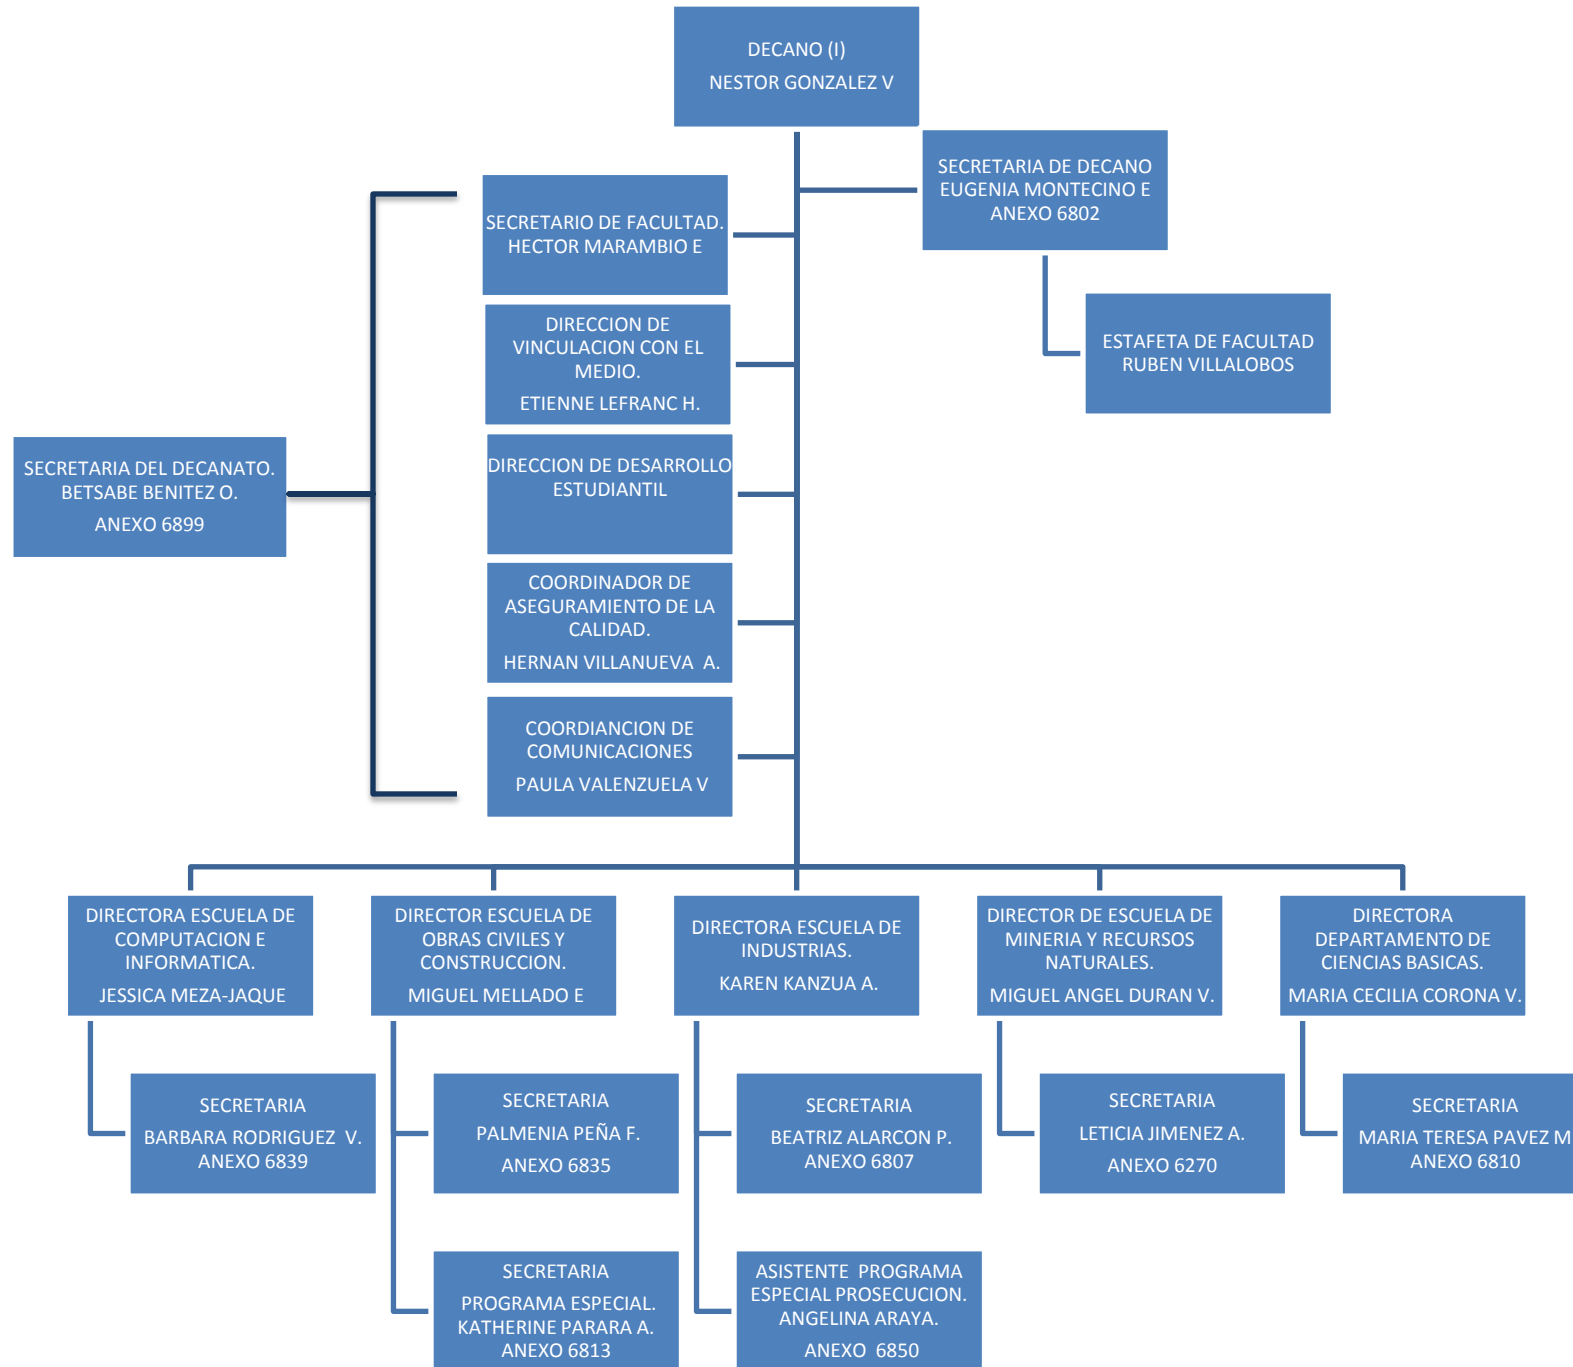 DECANO (I)
NESTOR GONZALEZ V
SECRETARIA DE DECANO
EUGENIA MONTECINO E
ANEXO 6802
SECRETARIO DE FACULTAD.
HECTOR MARAMBIO E
ESTAFETA DE FACULTAD
RUBEN VILLALOBOS
DIRECCION DE
VINCULACION CON EL
MEDIO.
ETIENNE LEFRANC H.
SECRETARIA DEL DECANATO.
BETSABE BENITEZ O.
ANEXO 6899
DIRECCION DE DESARROLLO
ESTUDIANTIL
COORDINADOR DE
ASEGURAMIENTO DE LA
CALIDAD.
HERNAN VILLANUEVA  A.
COORDIANCION DE
COMUNICACIONES
PAULA VALENZUELA V
DIRECTORA ESCUELA DE
COMPUTACION E
INFORMATICA.
JESSICA MEZA-JAQUE
DIRECTOR ESCUELA DE
OBRAS CIVILES Y
CONSTRUCCION.
MIGUEL MELLADO E
DIRECTORA ESCUELA DE
INDUSTRIAS.
KAREN KANZUA A.
DIRECTOR DE ESCUELA DE
MINERIA Y RECURSOS
NATURALES.
MIGUEL ANGEL DURAN V.
DIRECTORA
DEPARTAMENTO DE
CIENCIAS BASICAS.
MARIA CECILIA CORONA V.
SECRETARIA
BARBARA RODRIGUEZ  V.
ANEXO 6839
SECRETARIA
PALMENIA PEÑA F.
ANEXO 6835
SECRETARIA
BEATRIZ ALARCON P.
ANEXO 6807
SECRETARIA
LETICIA JIMENEZ A.
ANEXO 6270
SECRETARIA
MARIA TERESA PAVEZ M
ANEXO 6810
SECRETARIA
PROGRAMA ESPECIAL.
KATHERINE PARARA A.
ANEXO 6813
ASISTENTE  PROGRAMA
ESPECIAL PROSECUCION.
ANGELINA ARAYA.
ANEXO  6850